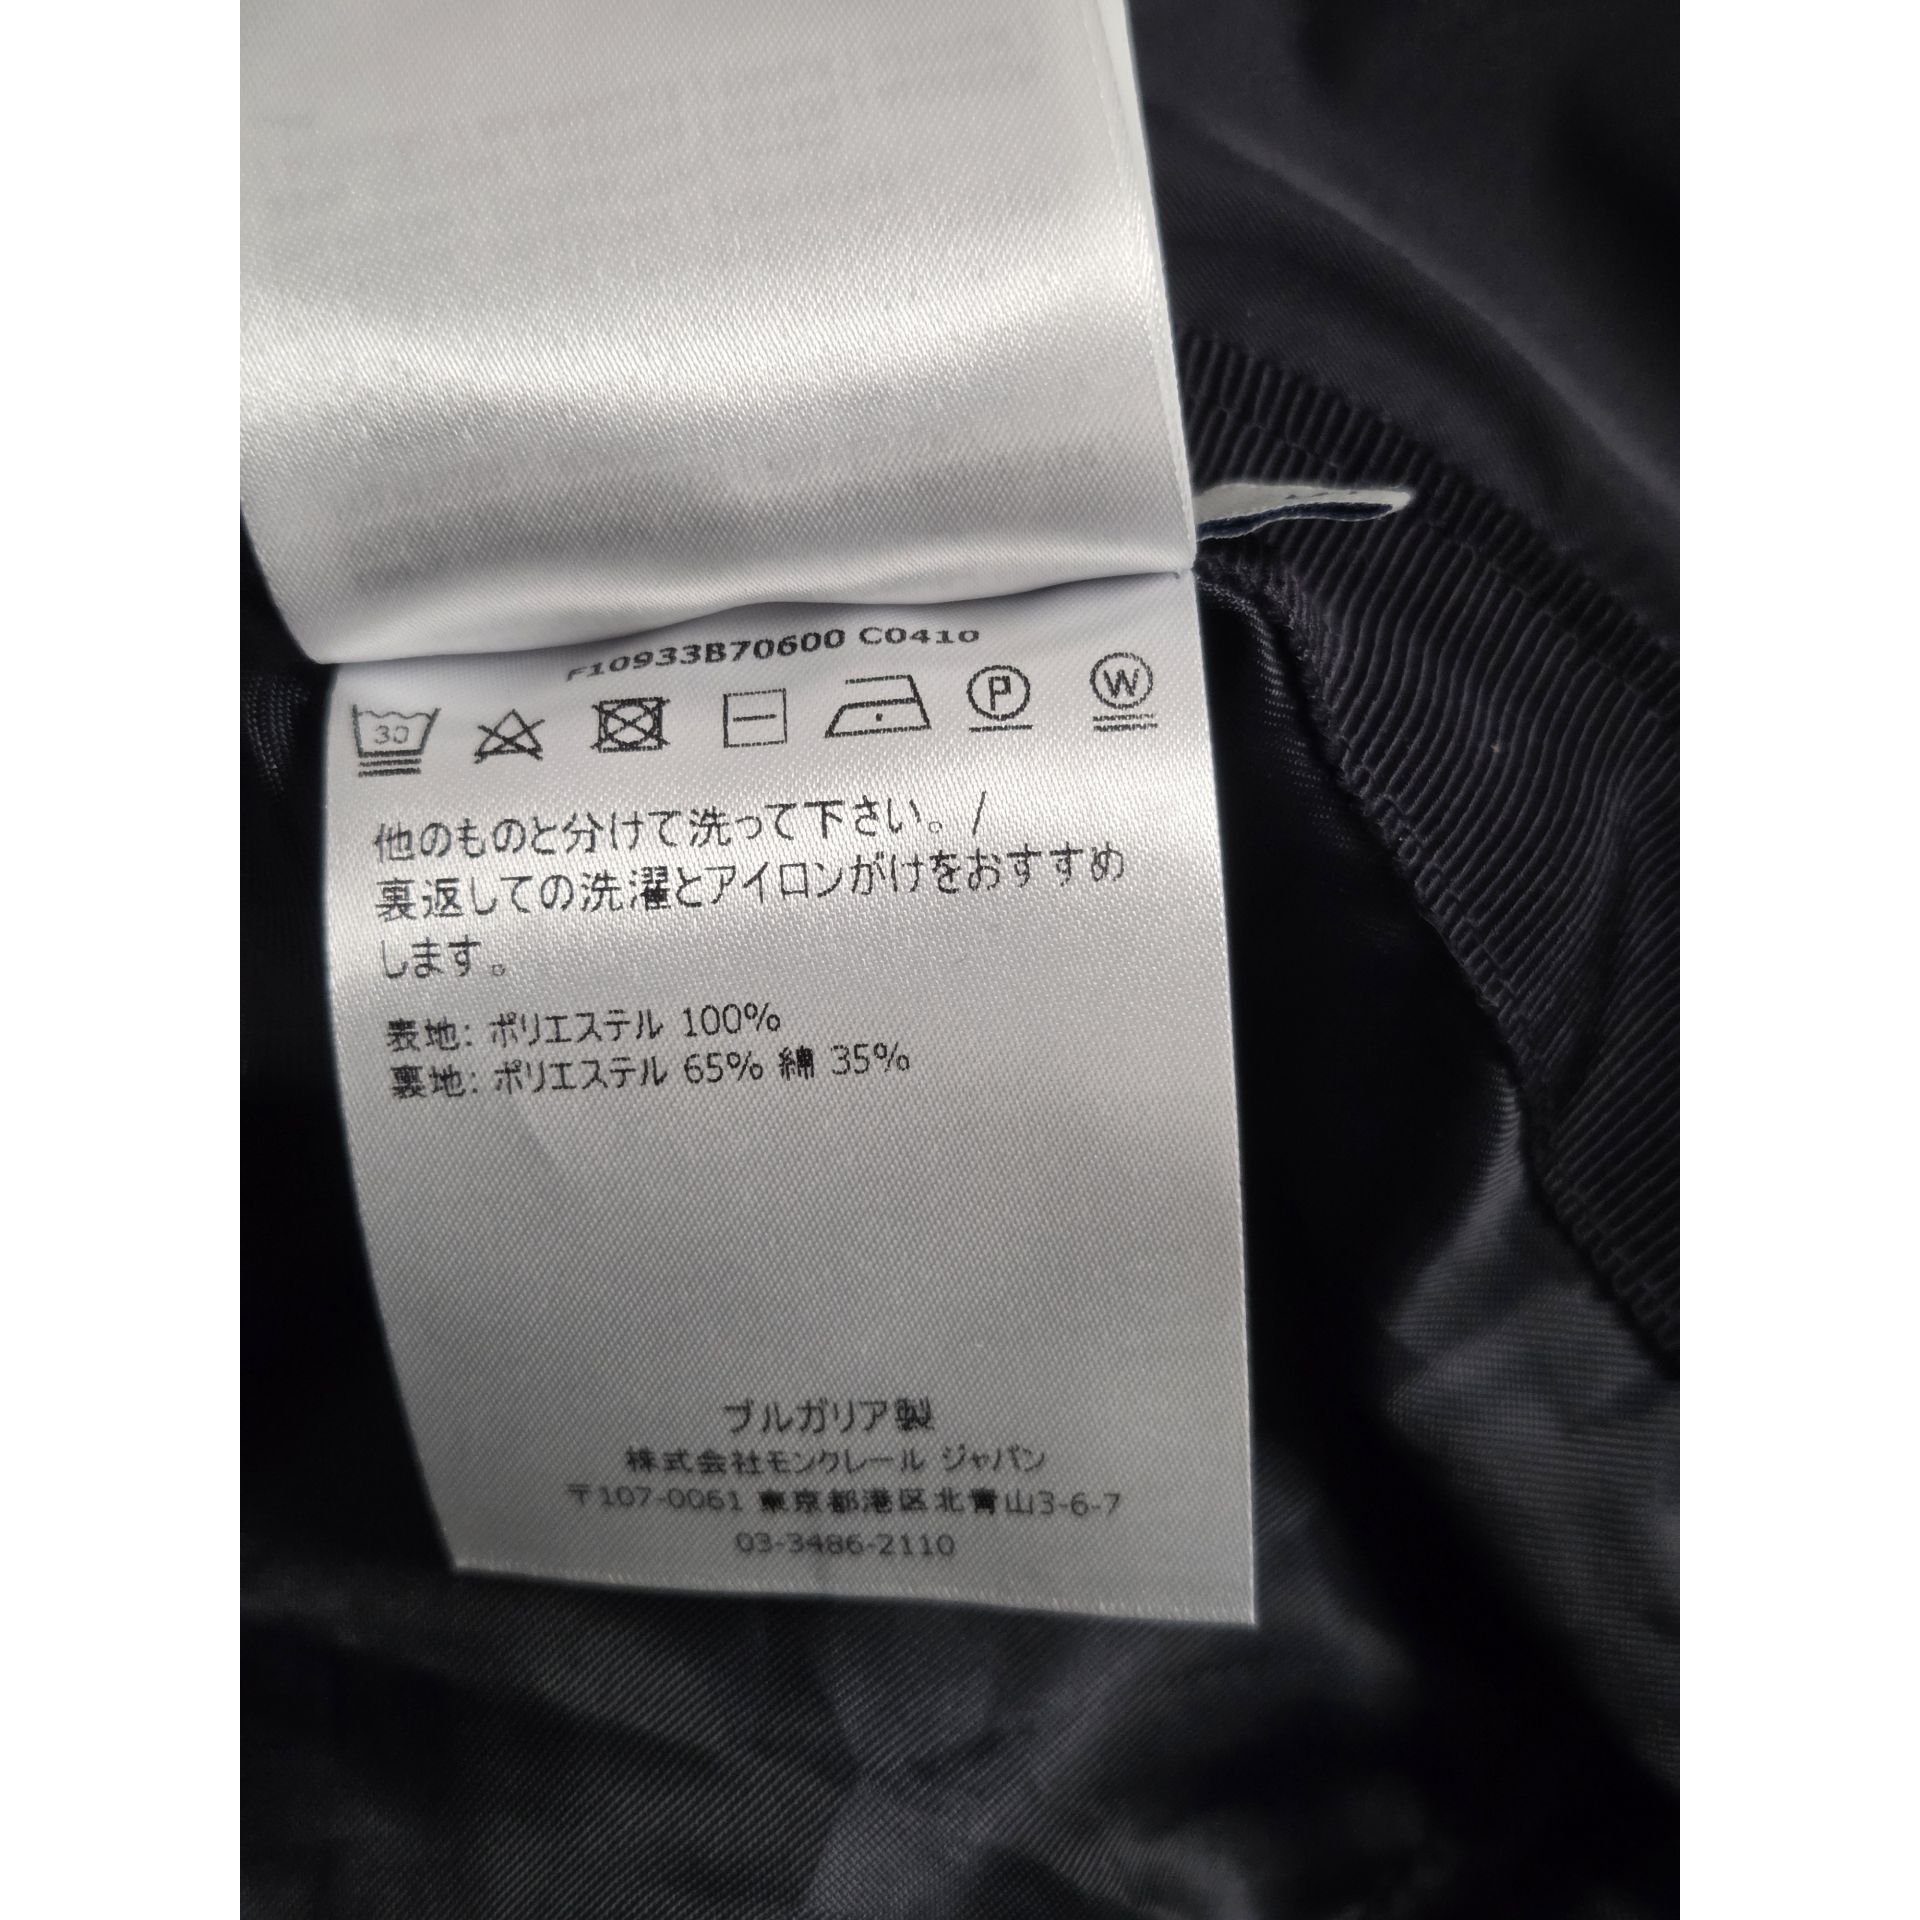 F10933B70600 C0410
30 P W
他のものと分けて洗って下さい。/
裏返しての洗濯とアイロンがけをおすすめ
します。
表地: ポリエステル 100%
裏地: ポリエステル 65% 綿 35%
ブルガリア製
株式会社モンクレール ジャパン
〒107-0061 東京都港区北青山3-6-7
03-3486-2110